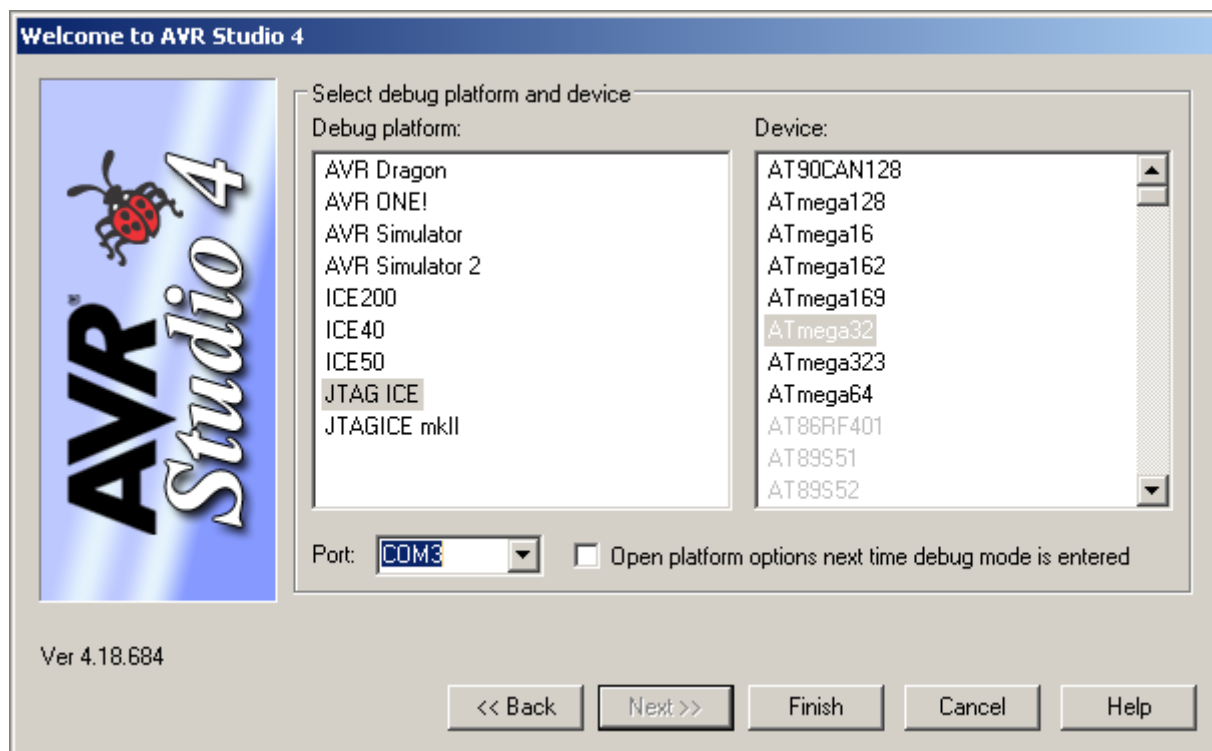 Welcome to AVR Studio 4
AVR Studio 4
Select debug platform and device
Debug platform:
AVR Dragon
AVR ONE!
AVR Simulator
AVR Simulator 2
ICE200
ICE40
ICE50
JTAG ICE
JTAGICE mkII
Device:
AT90CAN128
ATmega128
ATmega16
ATmega162
ATmega169
ATmega32
ATmega323
ATmega64
AT86RF401
AT89S51
AT89S52
Port: COM3
Open platform options next time debug mode is entered
Ver 4.18.684
<< Back Next >> Finish Cancel Help